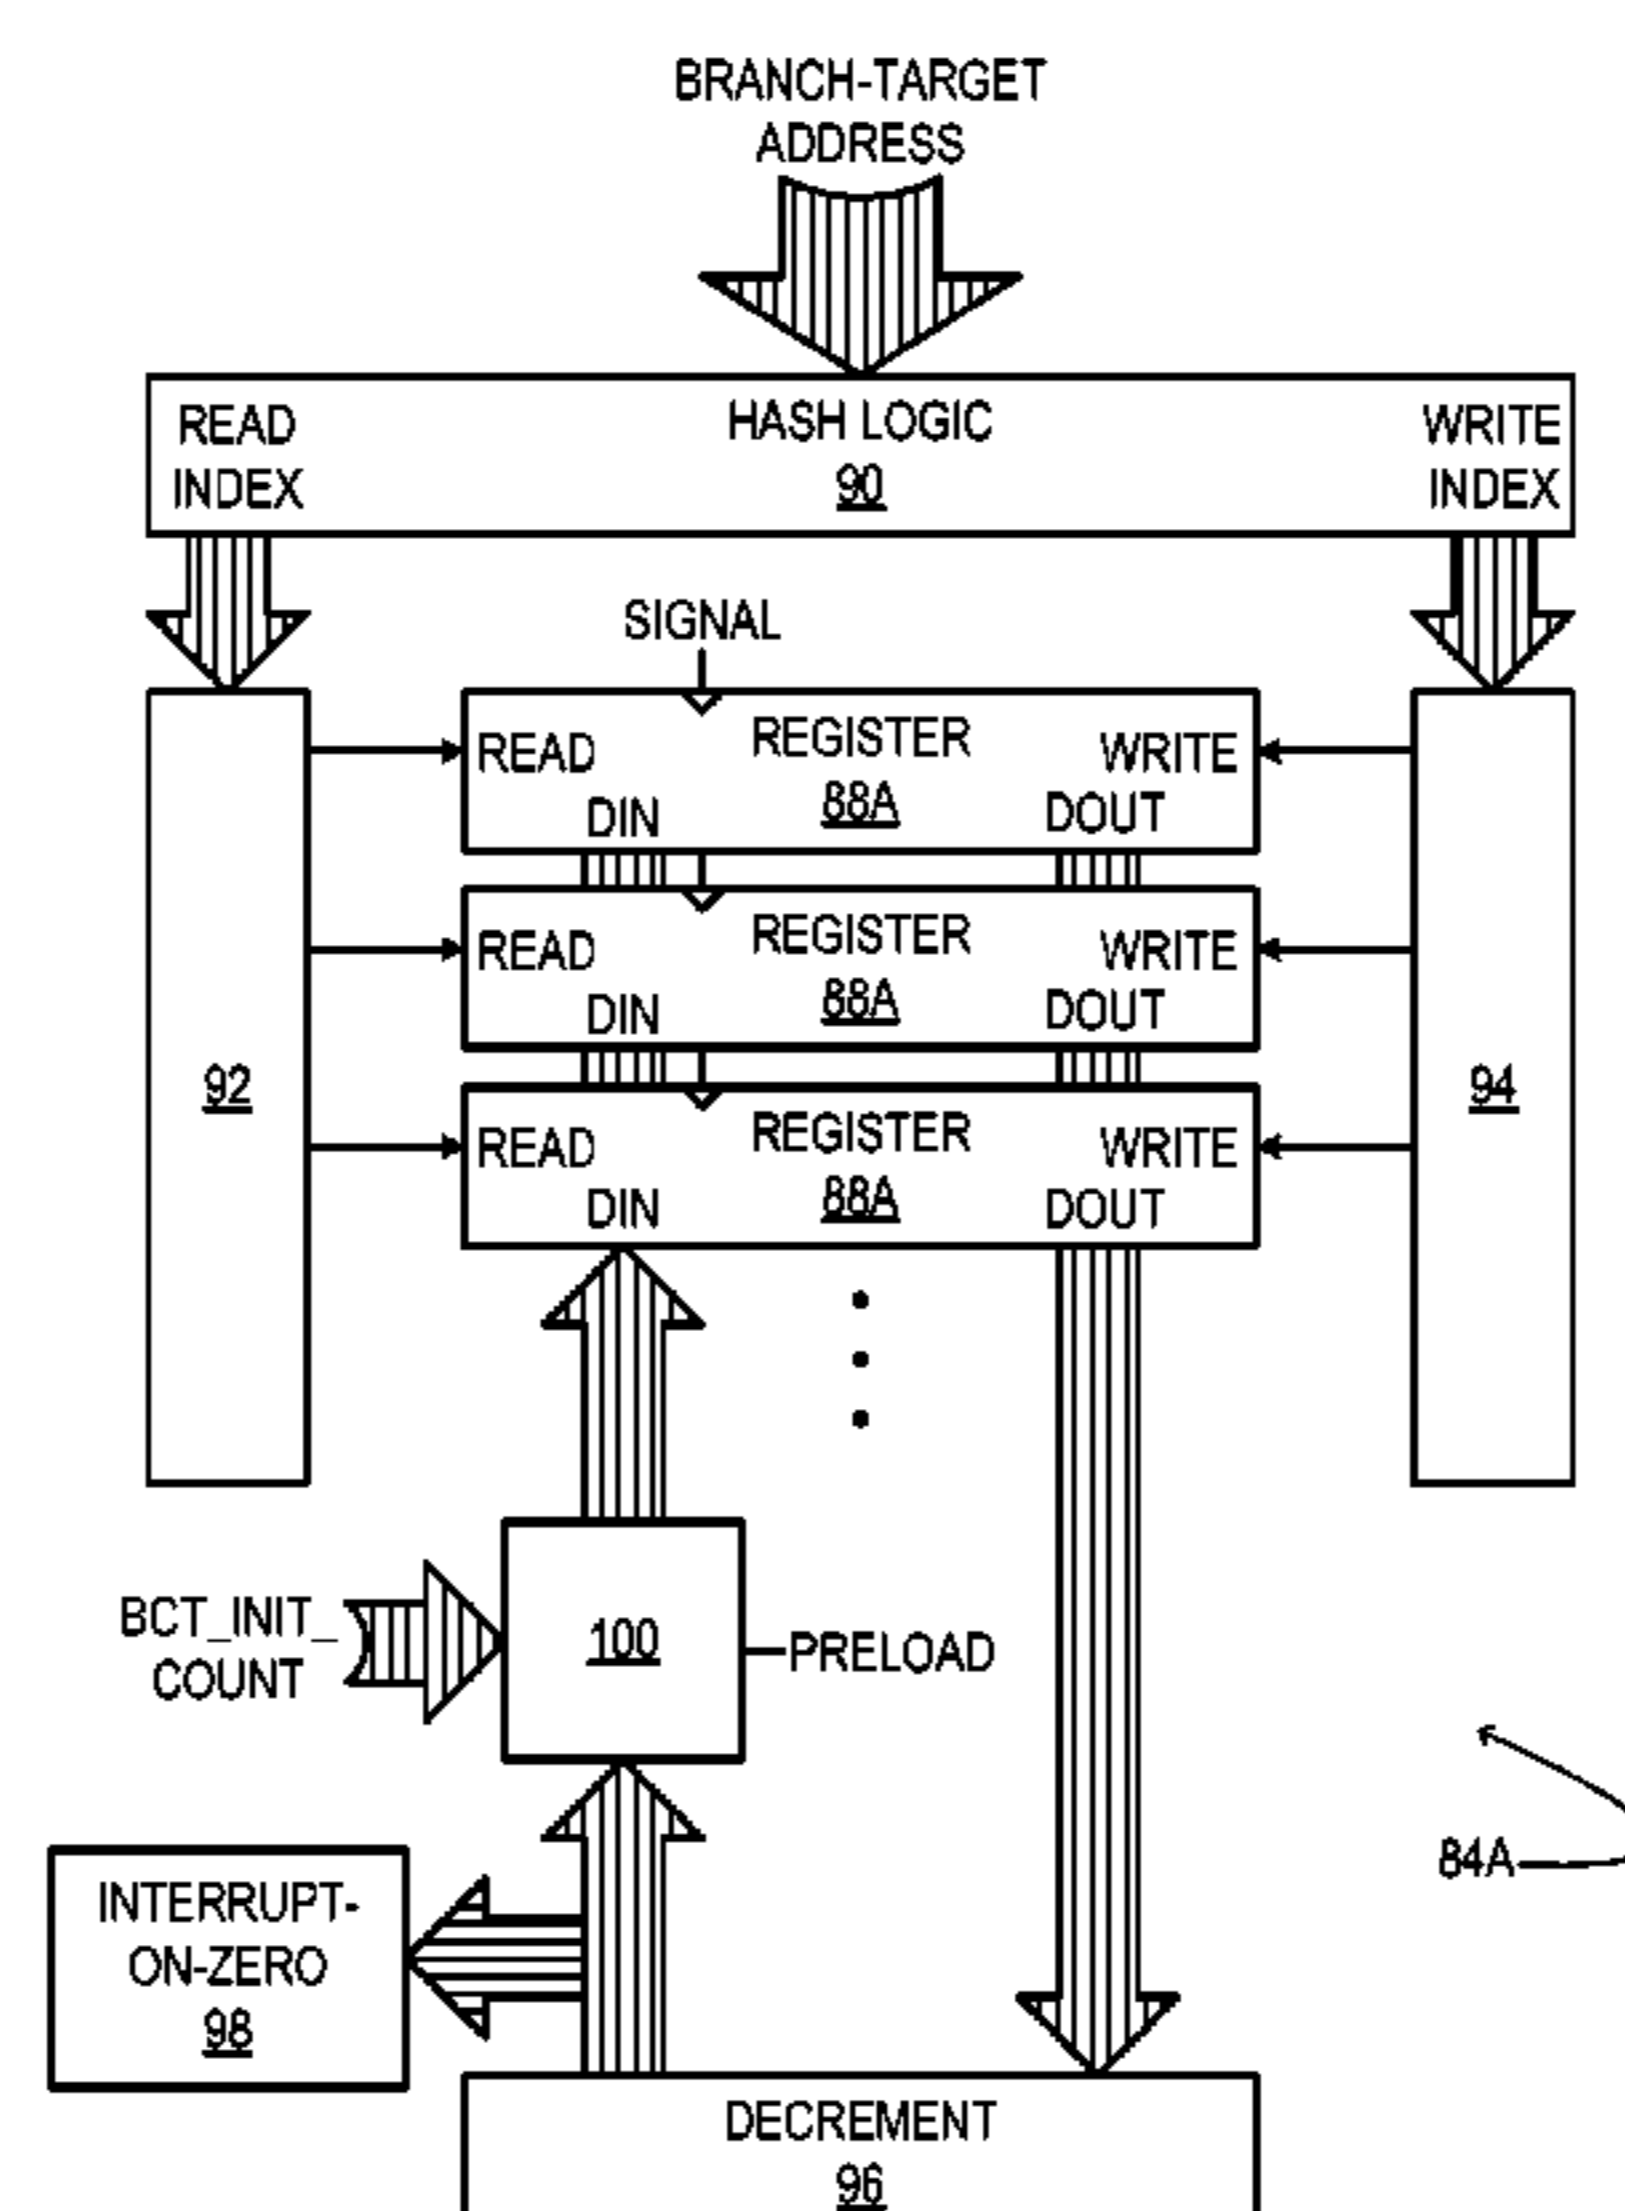 BRANCH-TARGET
ADDRESS
READ
INDEX
HASH LOGIC
90
WRITE
INDEX
SIGNAL
READ
DIN
REGISTER
88A
WRITE
DOUT
READ
DIN
REGISTER
88A
WRITE
DOUT
READ
DIN
REGISTER
88A
WRITE
DOUT
92
94
BCT_INIT_
COUNT
100
PRELOAD
84A
INTERRUPT-
ON-ZERO
98
DECREMENT
96